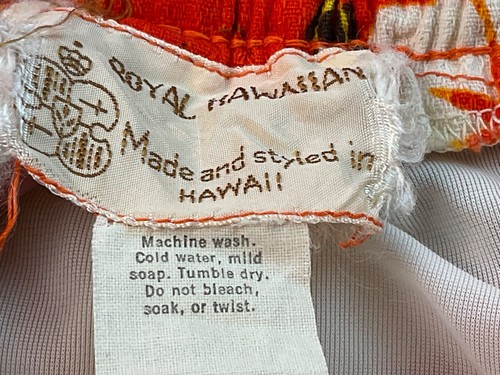 ROYAL HAWAIIAN
Made and styled in
HAWAII
Machine wash.
Cold water, mild
soap. Tumble dry.
Do not bleach,
soak, or twist.